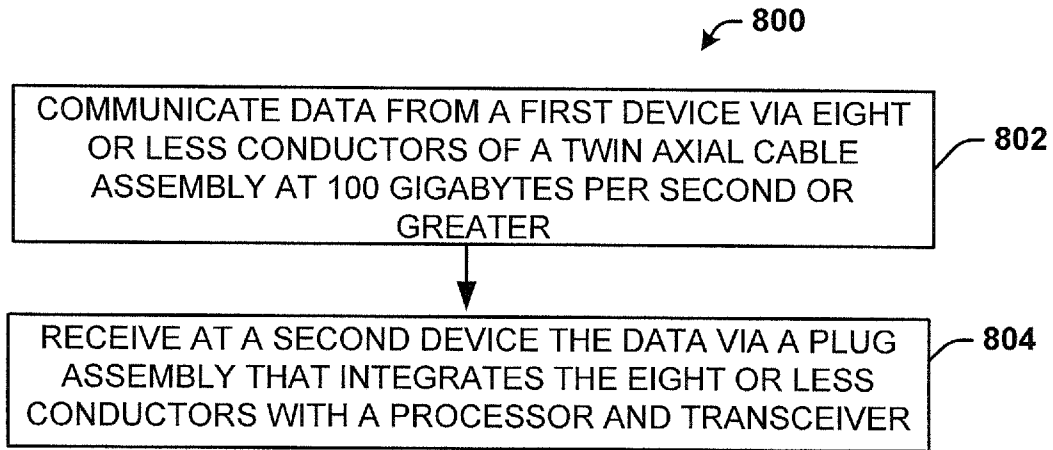 800
COMMUNICATE DATA FROM A FIRST DEVICE VIA EIGHT
OR LESS CONDUCTORS OF A TWIN AXIAL CABLE
ASSEMBLY AT 100 GIGABYTES PER SECOND OR
GREATER
802
RECEIVE AT A SECOND DEVICE THE DATA VIA A PLUG
ASSEMBLY THAT INTEGRATES THE EIGHT OR LESS
CONDUCTORS WITH A PROCESSOR AND TRANSCEIVER
804